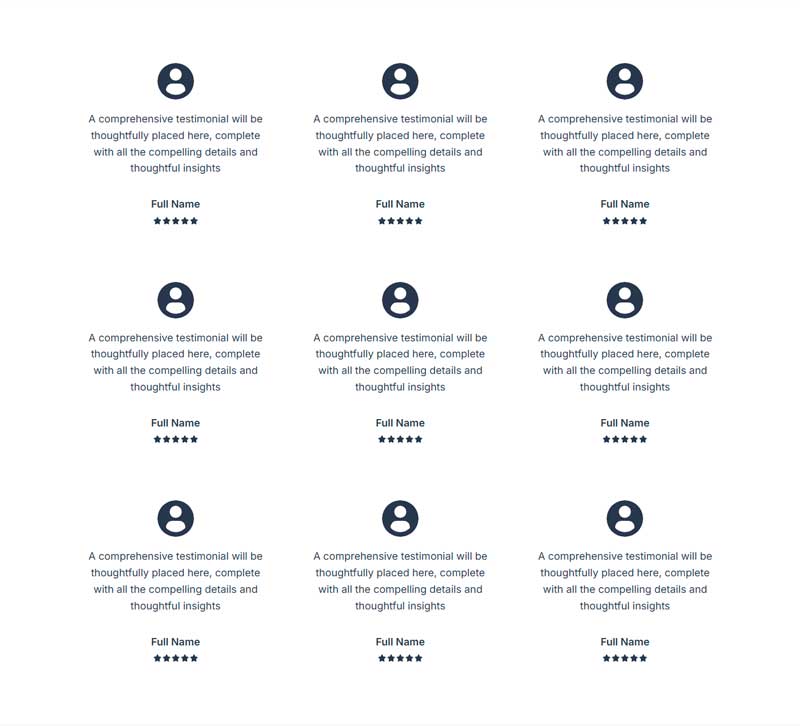 A comprehensive testimonial will be
thoughtfully placed here, complete
with all the compelling details and
thoughtful insights
Full Name
A comprehensive testimonial will be
thoughtfully placed here, complete
with all the compelling details and
thoughtful insights
Full Name
A comprehensive testimonial will be
thoughtfully placed here, complete
with all the compelling details and
thoughtful insights
Full Name
A comprehensive testimonial will be
thoughtfully placed here, complete
with all the compelling details and
thoughtful insights
Full Name
A comprehensive testimonial will be
thoughtfully placed here, complete
with all the compelling details and
thoughtful insights
Full Name
A comprehensive testimonial will be
thoughtfully placed here, complete
with all the compelling details and
thoughtful insights
Full Name
A comprehensive testimonial will be
thoughtfully placed here, complete
with all the compelling details and
thoughtful insights
Full Name
A comprehensive testimonial will be
thoughtfully placed here, complete
with all the compelling details and
thoughtful insights
Full Name
A comprehensive testimonial will be
thoughtfully placed here, complete
with all the compelling details and
thoughtful insights
Full Name